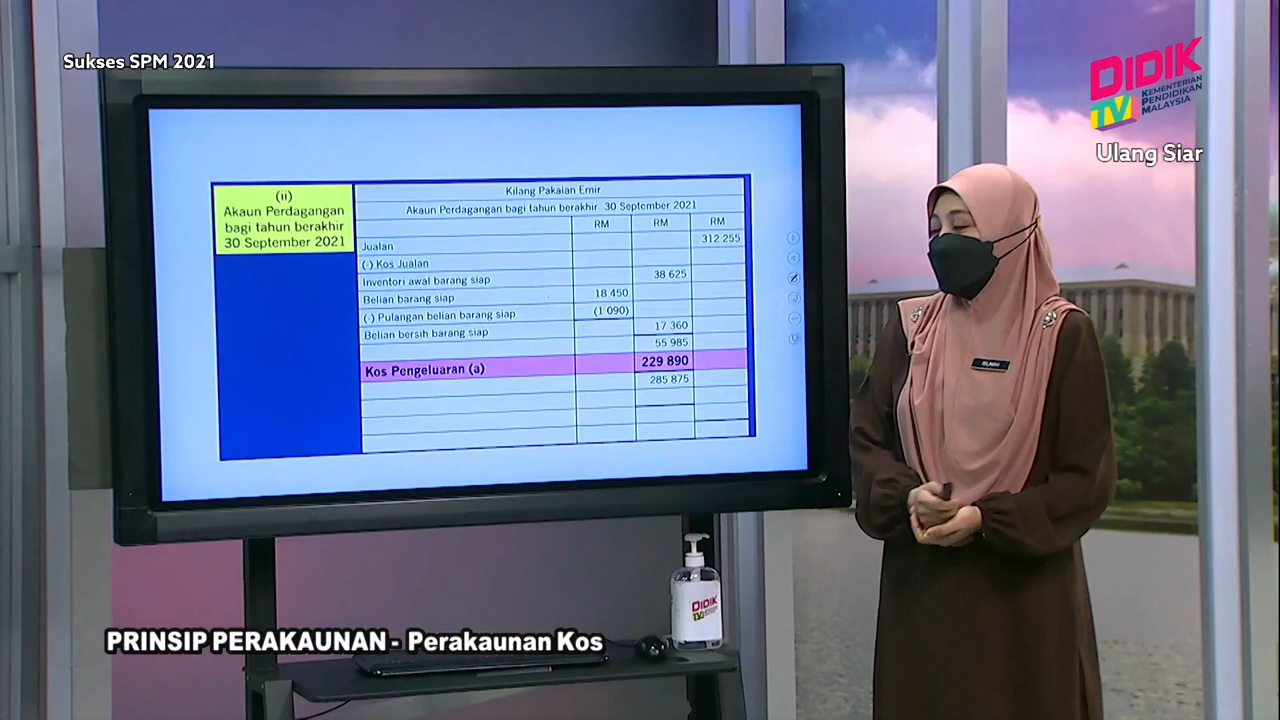 Sukses SPM 2021
DIDIK
TV
KEMENTERIAN
PENDIDIKAN
MALAYSIA
Ulang Siar
(ii)
Akaun Perdagangan
bagi tahun berakhir
30 September 2021
Kilang Pakaian Emir
Akaun Perdagangan bagi tahun berakhir 30 September 2021
RM RM RM
Jualan 312 255
(-) Kos Jualan
Inventori awal barang siap 38 625
Belian barang siap 18 450
(-) Pulangan belian barang siap (1 090)
Belian bersih barang siap 17 360
55 985
Kos Pengeluaran (a) 229 890
285 875
DIDIK
TV
PRINSIP PERAKAUNAN - Perakaunan Kos